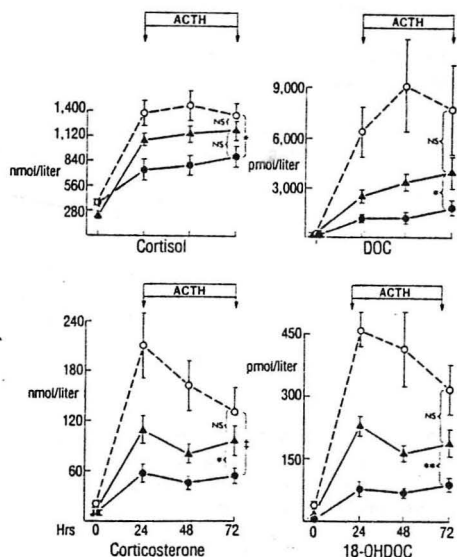 ACTH
ACTH
1,400
1,120
840
560
280
nmol/liter
NS
NS
*
Cortisol
9,000
6,000
3,000
pmol/liter
NS
*
DOC
ACTH
ACTH
240
180
120
60
nmol/liter
NS
*
‡
Hrs 0 24 48 72
Corticosterone
450
300
150
pmol/liter
NS
**
0 24 48 72
18-OHDOC